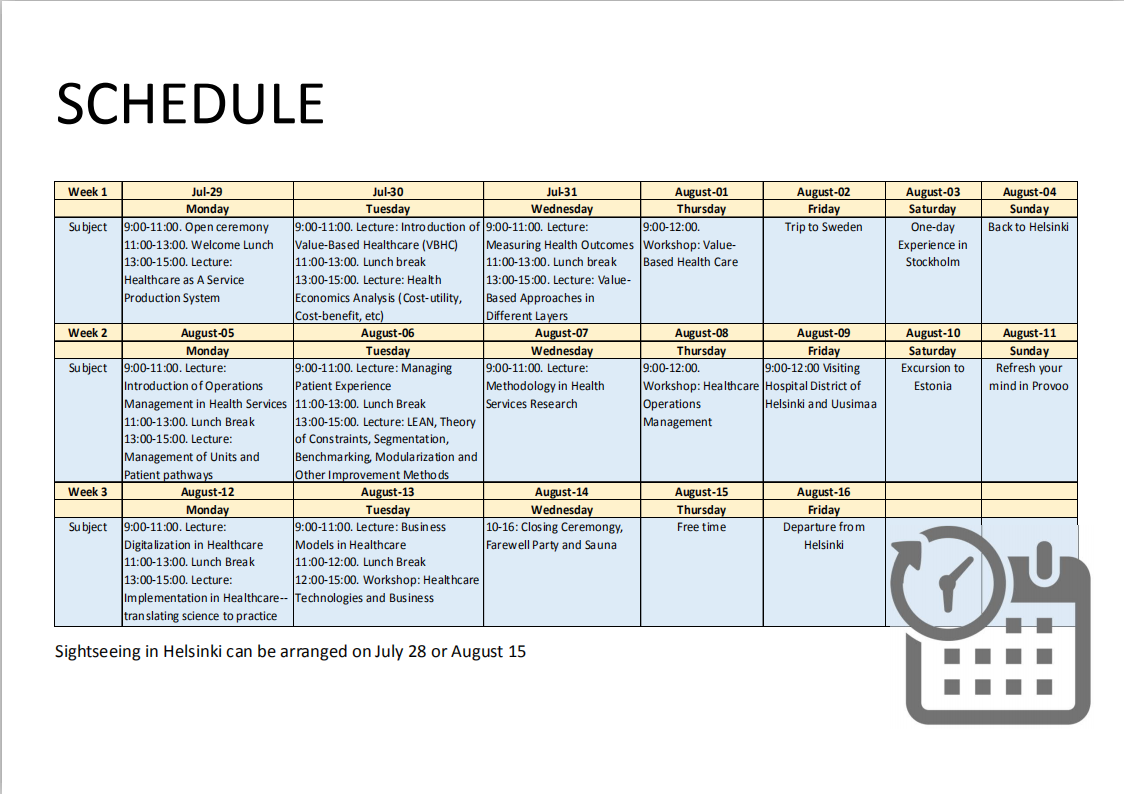 SCHEDULE
Week 1 Jul-29 Jul-30 Jul-31 August-01 August-02 August-03 August-04
Monday Tuesday Wednesday Thursday Friday Saturday Sunday
Subject
9:00-11:00. Open ceremony
11:00-13:00. Welcome Lunch
13:00-15:00. Lecture:
Healthcare as A Service
Production System
9:00-11:00. Lecture: Introduction of
Value-Based Healthcare (VBHC)
11:00-13:00. Lunch break
13:00-15:00. Lecture: Health
Economics Analysis (Cost-utility,
Cost-benefit, etc)
9:00-11:00. Lecture:
Measuring Health Outcomes
11:00-13:00. Lunch break
13:00-15:00. Lecture: Value-
Based Approaches in
Different Layers
9:00-12:00.
Workshop: Value-
Based Health Care
Trip to Sweden
One-day
Experience in
Stockholm
Back to Helsinki
Week 2 August-05 August-06 August-07 August-08 August-09 August-10 August-11
Monday Tuesday Wednesday Thursday Friday Saturday Sunday
Subject
9:00-11:00. Lecture:
Introduction of Operations
Management in Health Services
11:00-13:00. Lunch Break
13:00-15:00. Lecture:
Management of Units and
Patient pathways
9:00-11:00. Lecture: Managing
Patient Experience
11:00-13:00. Lunch Break
13:00-15:00. Lecture: LEAN, Theory
of Constraints, Segmentation,
Benchmarking, Modularization and
Other Improvement Methods
9:00-11:00. Lecture:
Methodology in Health
Services Research
9:00-12:00.
Workshop: Healthcare
Operations
Management
9:00-12:00 Visiting
Hospital District of
Helsinki and Uusimaa
Excursion to
Estonia
Refresh your
mind in Provoo
Week 3 August-12 August-13 August-14 August-15 August-16
Monday Tuesday Wednesday Thursday Friday
Subject
9:00-11:00. Lecture:
Digitalization in Healthcare
11:00-13:00. Lunch Break
13:00-15:00. Lecture:
Implementation in Healthcare--
translating science to practice
9:00-11:00. Lecture: Business
Models in Healthcare
11:00-12:00. Lunch Break
12:00-15:00. Workshop: Healthcare
Technologies and Business
10-16: Closing Ceremongy,
Farewell Party and Sauna
Free time
Departure from
Helsinki
Sightseeing in Helsinki can be arranged on July 28 or August 15